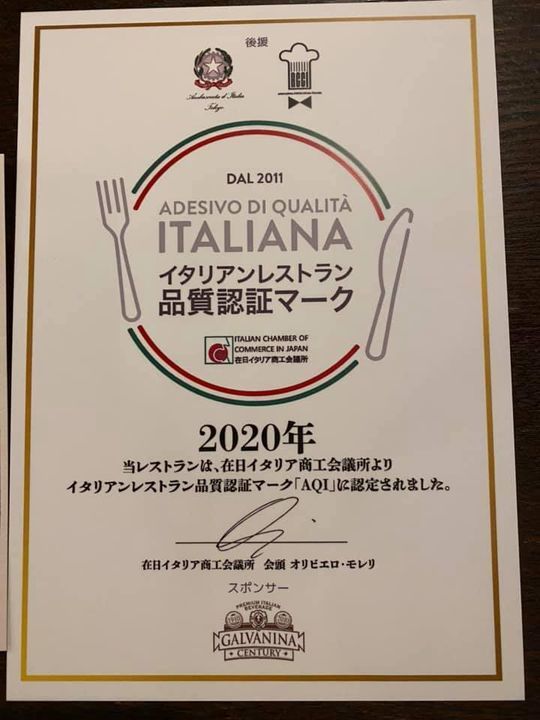 後援
Ambasciata d'Italia
Tokyo
DAL 2011
ADESIVO DI QUALITÀ
ITALIANA
イタリアンレストラン
品質認証マーク
ITALIAN CHAMBER OF
COMMERCE IN JAPAN
在日イタリア商工会議所
2020年
当レストランは、在日イタリア商工会議所より
イタリアンレストラン品質認証マーク「AQI」に認定されました。
在日イタリア商工会議所 会頭 オリビエロ・モレリ
スポンサー
PREMIUM ITALIAN
BEVERAGE
GALVANINA
CENTURY